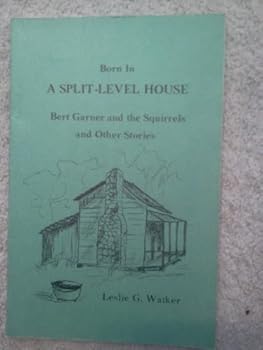 Born In
A SPLIT-LEVEL HOUSE
Bert Garner and the Squirrels
and Other Stories
Leslie G. Walker